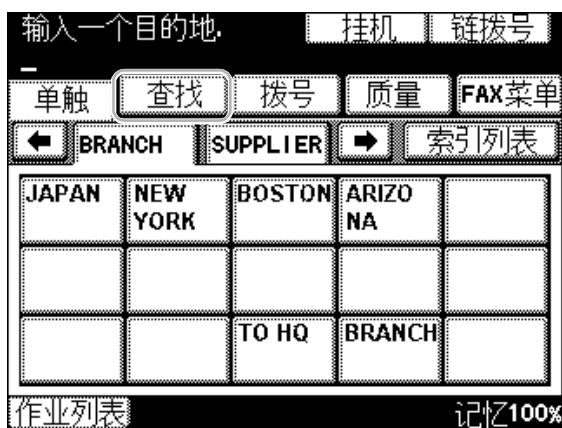 输入一个目的地.
挂机 链拨号
单触 查找 拨号 质量 FAX菜单
BRANCH SUPPLIER 索引列表
JAPAN NEW YORK BOSTON ARIZONA
TO HQ BRANCH
作业列表 记忆100%